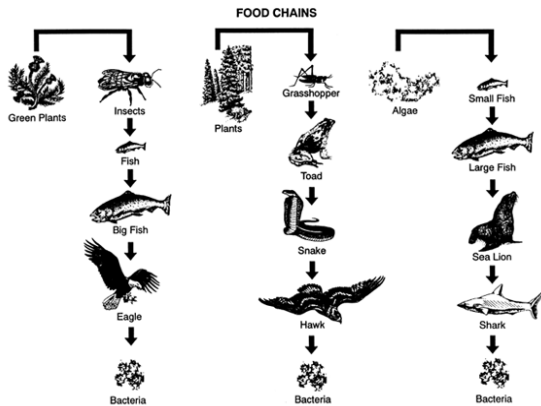 FOOD CHAINS
Green Plants
Insects
Fish
Big Fish
Eagle
Bacteria
Plants
Grasshopper
Toad
Snake
Hawk
Bacteria
Algae
Small Fish
Large Fish
Sea Lion
Shark
Bacteria